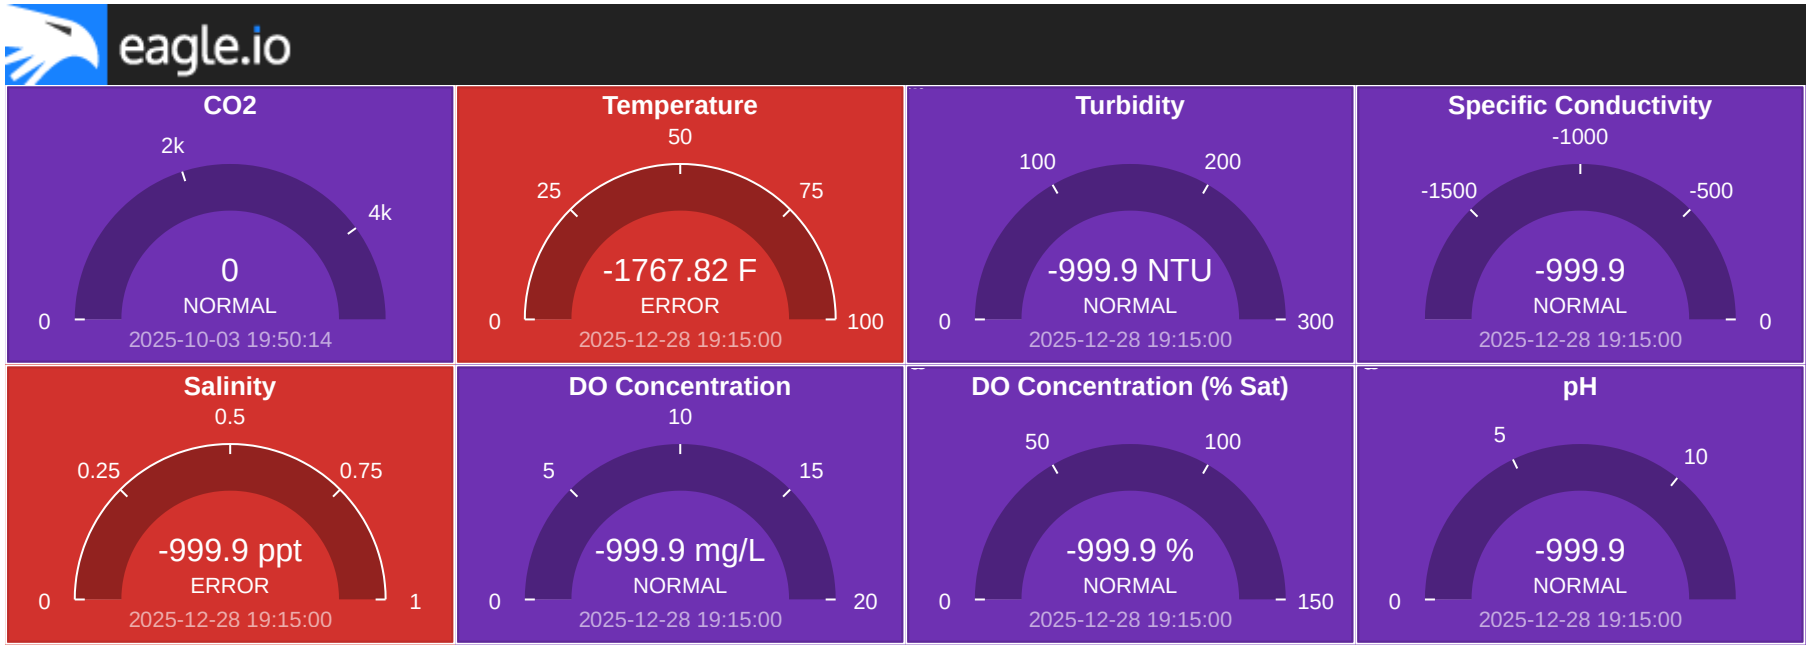 eagle.io
CO2
2k
4k
0
NORMAL
0
2025-10-03 19:50:14
Temperature
50
25
75
-1767.82 F
ERROR
0
100
2025-12-28 19:15:00
Turbidity
100
200
-999.9 NTU
NORMAL
0
300
2025-12-28 19:15:00
Specific Conductivity
-1000
-1500
-500
-999.9
NORMAL
0
2025-12-28 19:15:00
Salinity
0.5
0.25
0.75
-999.9 ppt
ERROR
0
1
2025-12-28 19:15:00
DO Concentration
10
5
15
-999.9 mg/L
NORMAL
0
20
2025-12-28 19:15:00
DO Concentration (% Sat)
50
100
-999.9 %
NORMAL
0
150
2025-12-28 19:15:00
pH
5
10
-999.9
NORMAL
0
2025-12-28 19:15:00